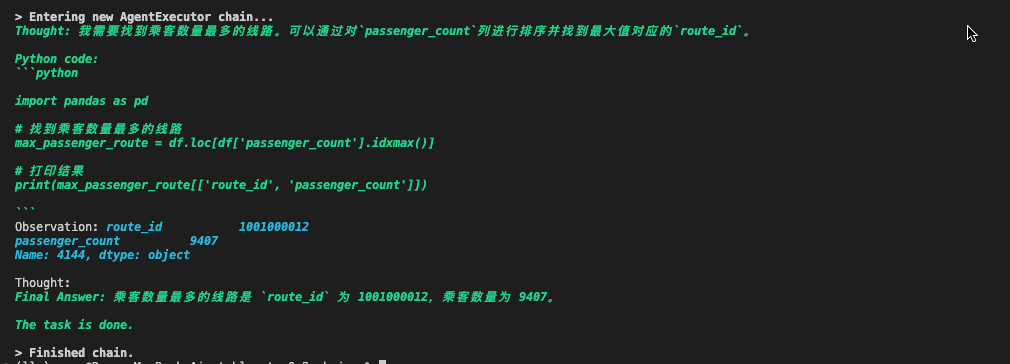 > Entering new AgentExecutor chain...
Thought: 我需要找到乘客数量最多的线路。可以通过对`passenger_count`列进行排序并找到最大值对应的`route_id`。
Python code:
```python
import pandas as pd
# 找到乘客数量最多的线路
max_passenger_route = df.loc[df['passenger_count'].idxmax()]
# 打印结果
print(max_passenger_route[['route_id', 'passenger_count']])
```
Observation: route_id 1001000012
passenger_count 9407
Name: 4144, dtype: object
Thought:
Final Answer: 乘客数量最多的线路是 `route_id` 为 1001000012, 乘客数量为 9407。
The task is done.
> Finished chain.